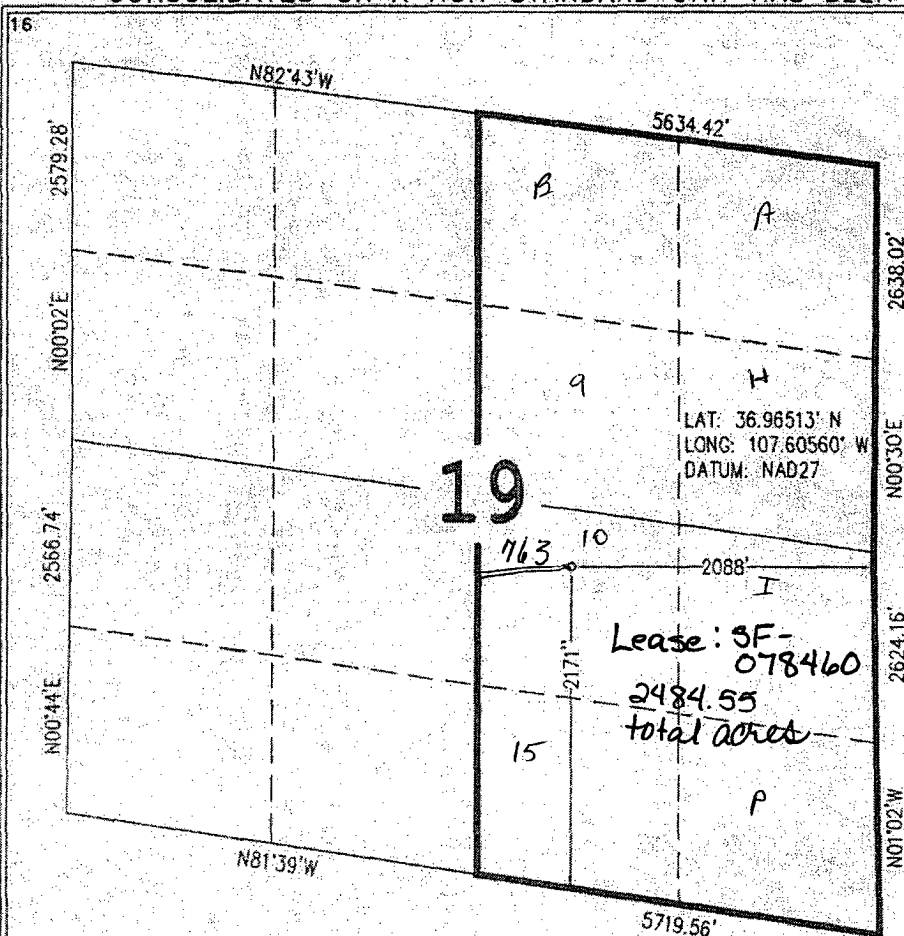 16
N82°43'W
5634.42'
2579.28'
B
A
2638.02'
N00°02'E
9
H
LAT: 36.96513' N
LONG: 107.60560' W
DATUM: NAD27
N00°30'E
19
2566.74'
763
10
2088'
I
Lease: SF-
078460
2484.55
total acres
2171"
2624.16'
N00°44'E
15
P
N01°02'W
N81°39'W
5719.56'